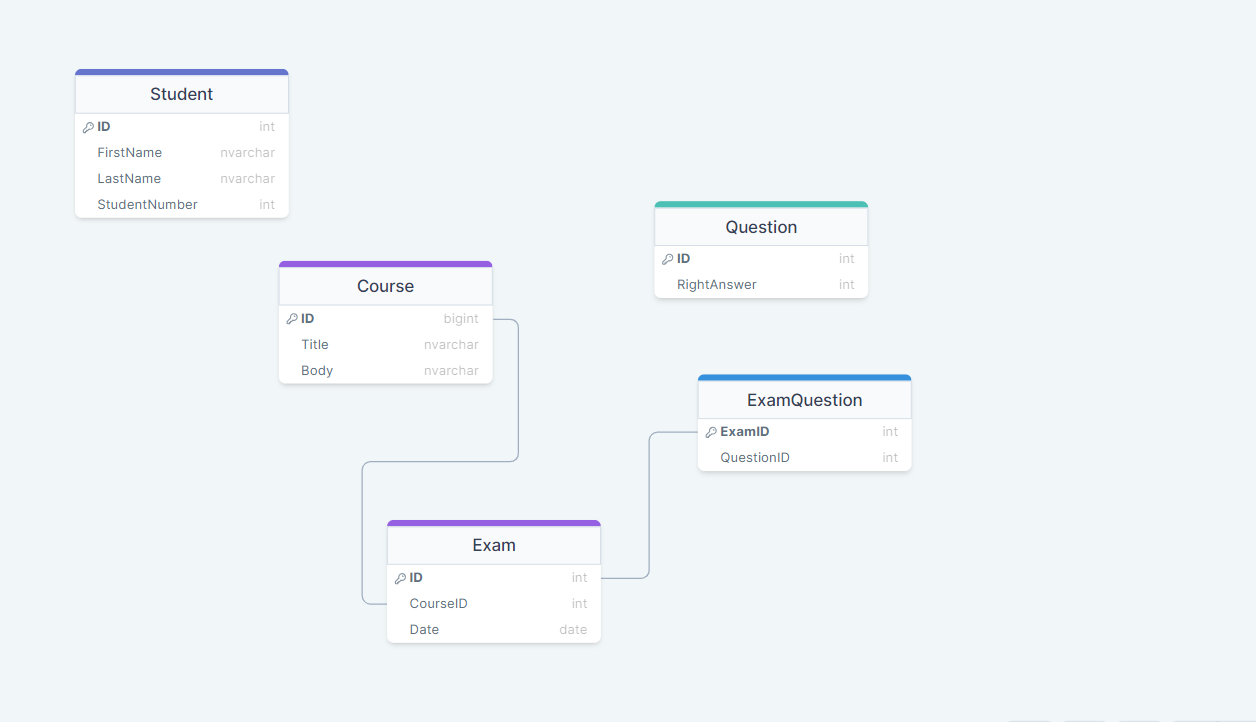 Student
ID int
FirstName nvarchar
LastName nvarchar
StudentNumber int
Course
ID bigint
Title nvarchar
Body nvarchar
Question
ID int
RightAnswer int
ExamQuestion
ExamID int
QuestionID int
Exam
ID int
CourseID int
Date date